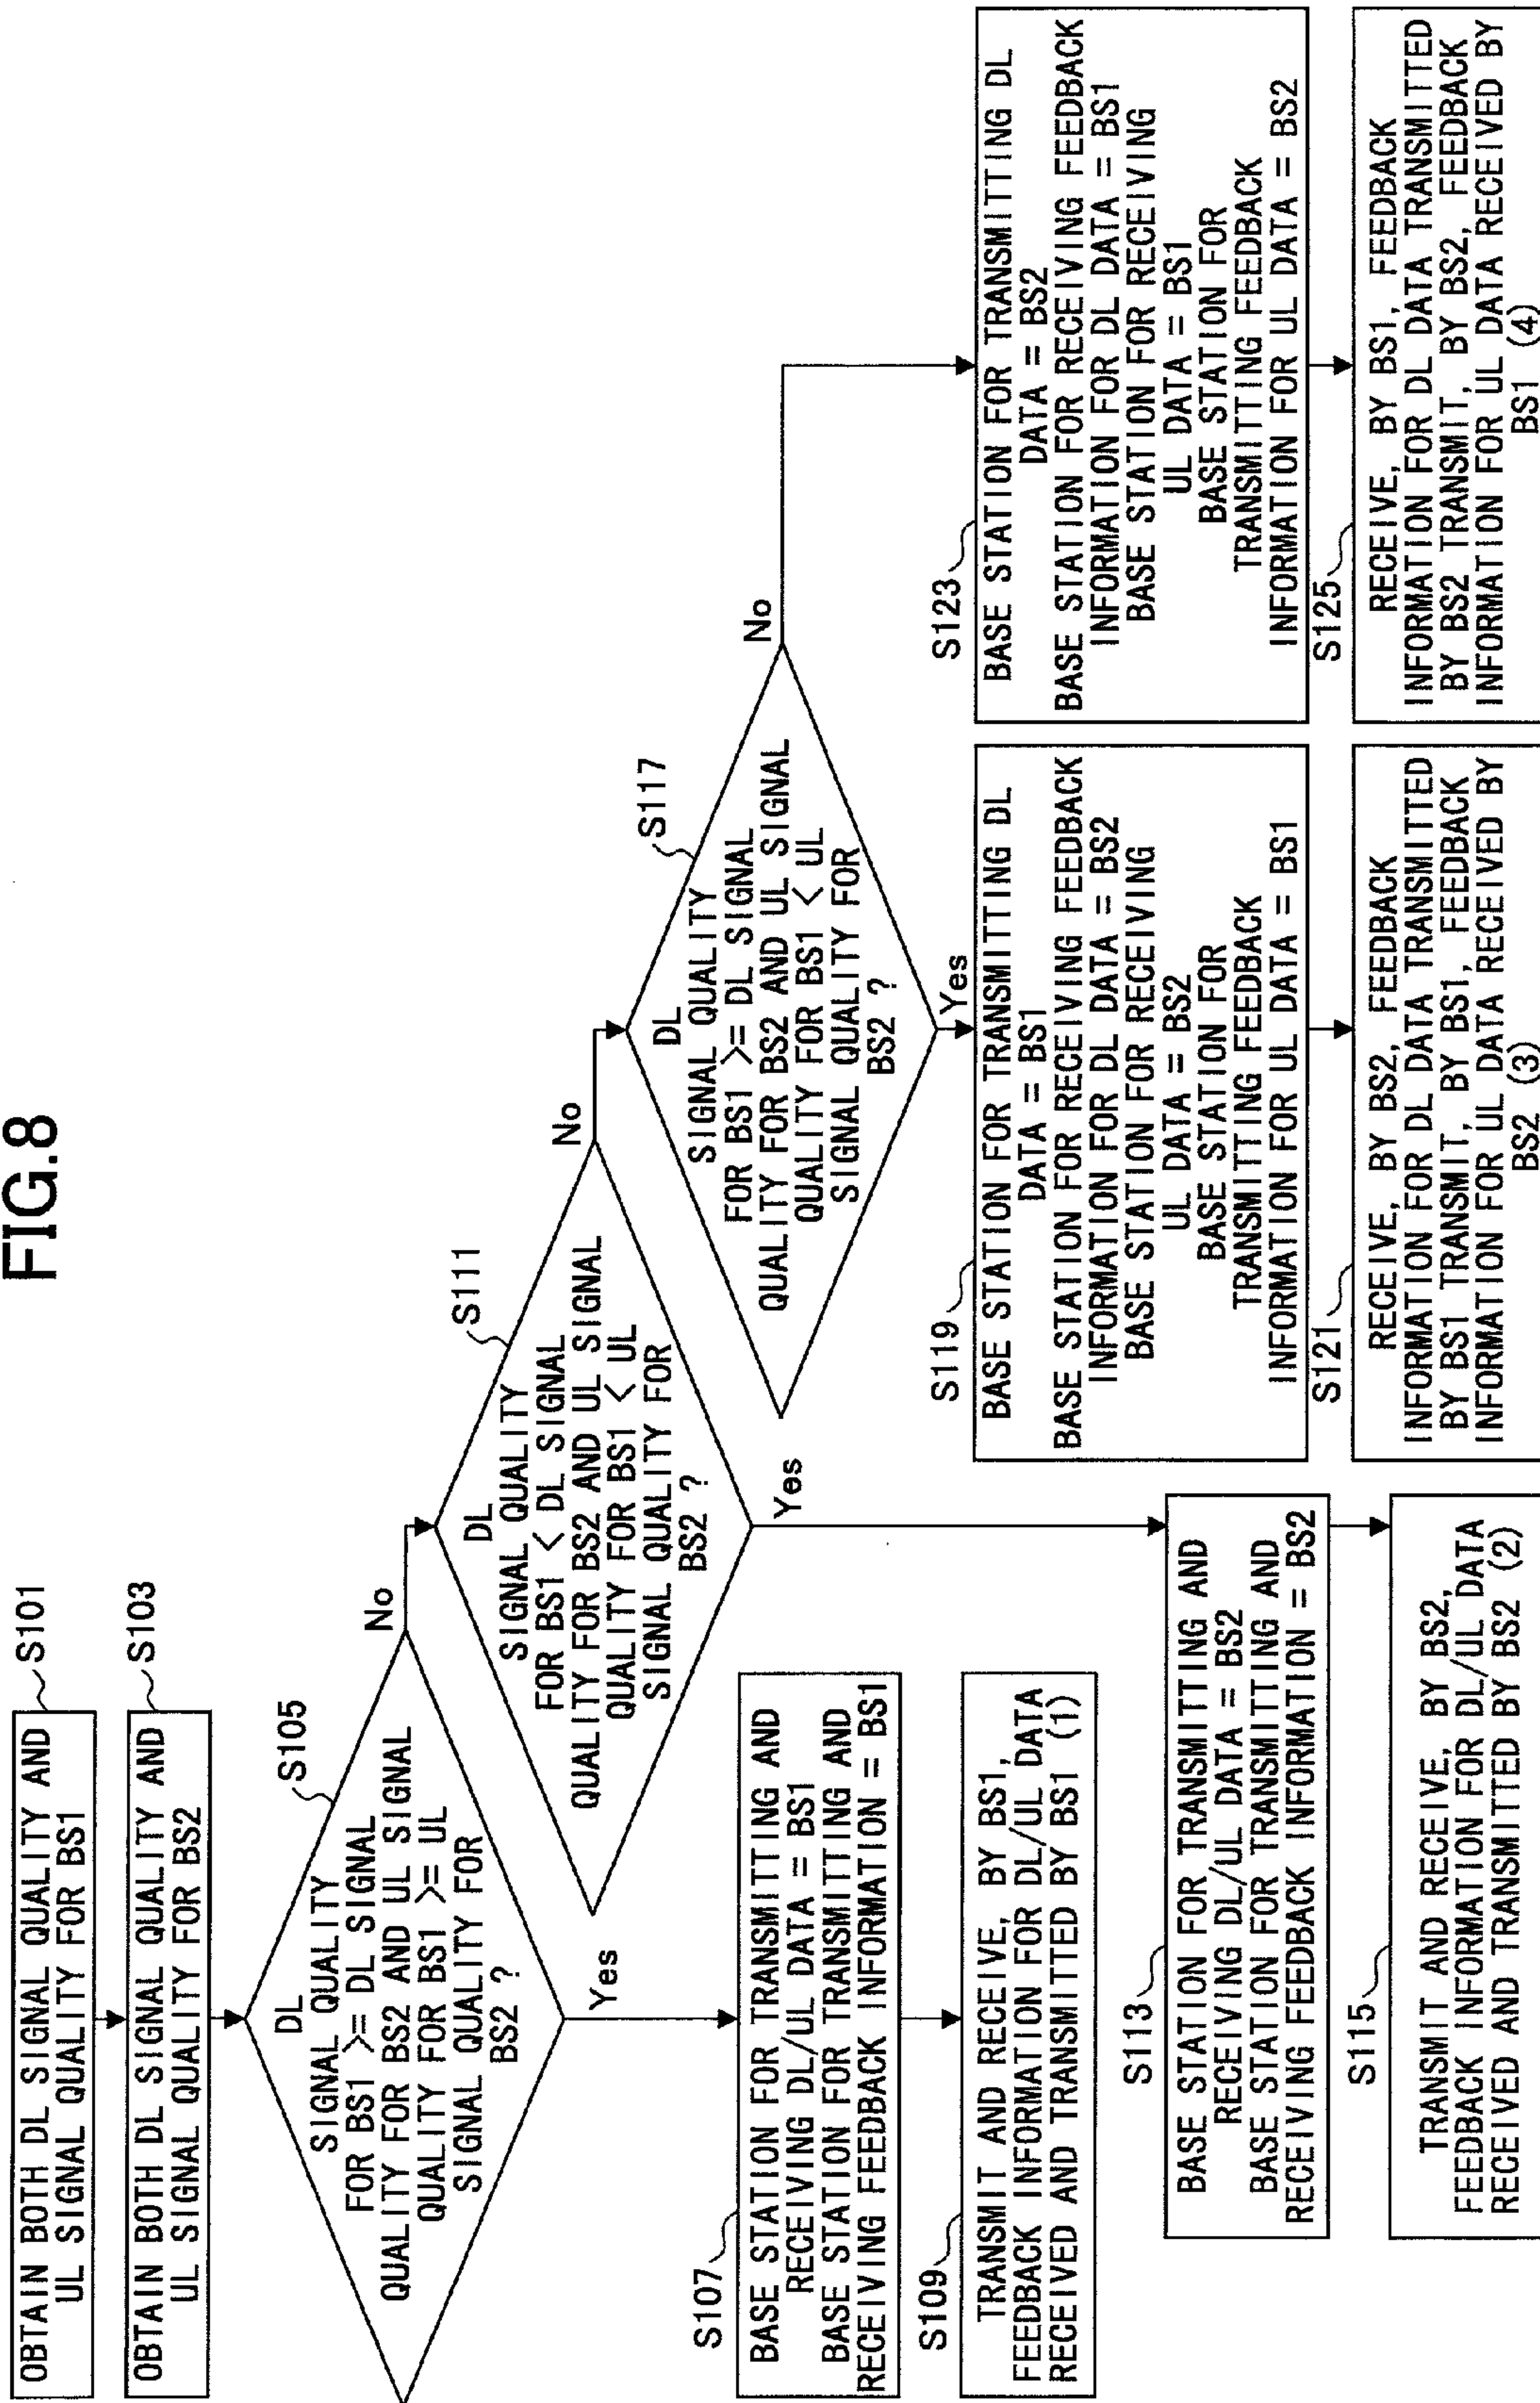 FIG.8
OBTAIN BOTH DL SIGNAL QUALITY AND
UL SIGNAL QUALITY FOR BS1
S101
OBTAIN BOTH DL SIGNAL QUALITY AND
UL SIGNAL QUALITY FOR BS2
S103
S105
DL
SIGNAL QUALITY
FOR BS1 >= DL SIGNAL
QUALITY FOR BS2 AND UL SIGNAL
QUALITY FOR BS1 >= UL
SIGNAL QUALITY FOR
BS2 ?
No
Yes
S107
BASE STATION FOR TRANSMITTING AND
RECEIVING DL/UL DATA = BS1
BASE STATION FOR TRANSMITTING AND
RECEIVING FEEDBACK INFORMATION = BS1
S109
TRANSMIT AND RECEIVE, BY BS1,
FEEDBACK INFORMATION FOR DL/UL DATA
RECEIVED AND TRANSMITTED BY BS1 (1)
S111
DL
SIGNAL QUALITY
FOR BS1 < DL SIGNAL
QUALITY FOR BS2 AND UL SIGNAL
QUALITY FOR BS1 < UL
SIGNAL QUALITY FOR
BS2 ?
No
Yes
S113
BASE STATION FOR TRANSMITTING AND
RECEIVING DL/UL DATA = BS2
BASE STATION FOR TRANSMITTING AND
RECEIVING FEEDBACK INFORMATION = BS2
S115
TRANSMIT AND RECEIVE, BY BS2,
FEEDBACK INFORMATION FOR DL/UL DATA
RECEIVED AND TRANSMITTED BY BS2 (2)
S117
DL
SIGNAL QUALITY
FOR BS1 >= DL SIGNAL
QUALITY FOR BS2 AND UL SIGNAL
QUALITY FOR BS1 < UL
SIGNAL QUALITY FOR
BS2 ?
No
Yes
S119
BASE STATION FOR TRANSMITTING DL
DATA = BS1
BASE STATION FOR RECEIVING FEEDBACK
INFORMATION FOR DL DATA = BS2
BASE STATION FOR RECEIVING
UL DATA = BS2
BASE STATION FOR
TRANSMITTING FEEDBACK
INFORMATION FOR UL DATA = BS1
S121
RECEIVE, BY BS2, FEEDBACK
INFORMATION FOR DL DATA TRANSMITTED
BY BS1 TRANSMIT, BY BS1, FEEDBACK
INFORMATION FOR UL DATA RECEIVED BY
BS2 (3)
S123
BASE STATION FOR TRANSMITTING DL
DATA = BS2
BASE STATION FOR RECEIVING FEEDBACK
INFORMATION FOR DL DATA = BS1
BASE STATION FOR RECEIVING
UL DATA = BS1
BASE STATION FOR
TRANSMITTING FEEDBACK
INFORMATION FOR UL DATA = BS2
S125
RECEIVE, BY BS1, FEEDBACK
INFORMATION FOR DL DATA TRANSMITTED
BY BS2 TRANSMIT, BY BS2, FEEDBACK
INFORMATION FOR UL DATA RECEIVED BY
BS1 (4)